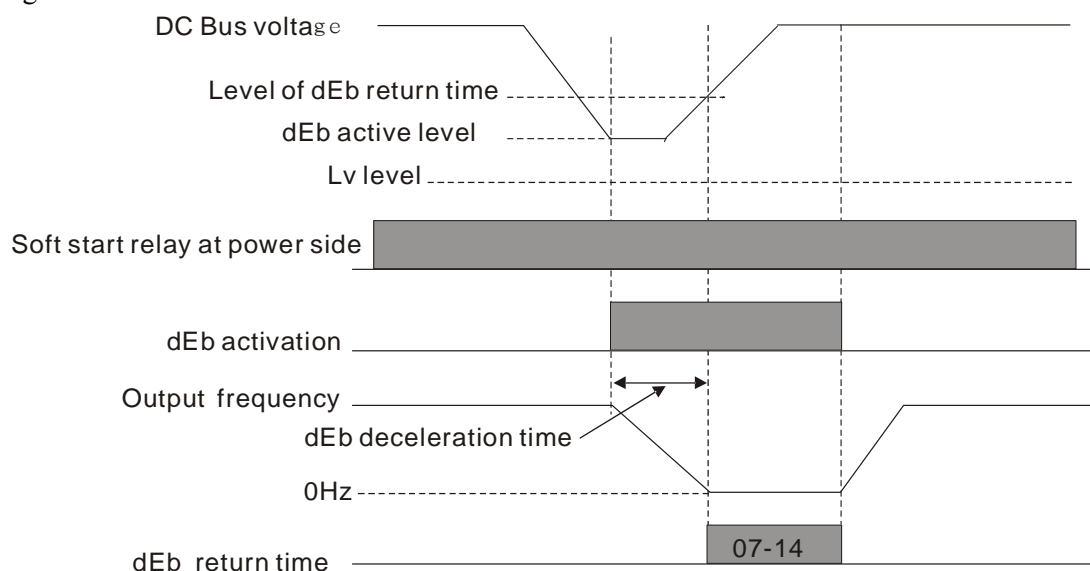 DC Bus voltage
Level of dEb return time
dEb active level
Lv level
Soft start relay at power side
dEb activation
Output frequency
dEb deceleration time
0Hz
07-14
dEb return time